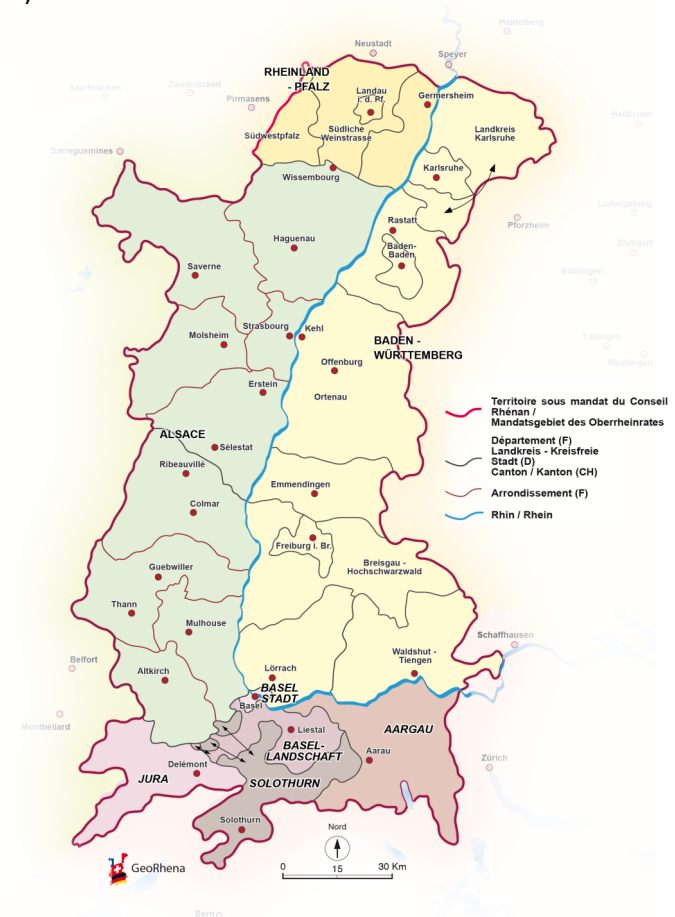 Heidelberg
Neustadt
Speyer
RHEINLAND
- PFALZ
Saarbrücken
Zweibrücken
Pirmasens
Landau
i. d. Pf.
Germersheim
Heilbronn
Südwestpfalz
Südliche
Weinstrasse
Landkreis
Karlsruhe
Sarreguemines
Karlsruhe
Wissembourg
Ludwigsburg
Rastatt
Pforzheim
Haguenau
Baden-
Baden
Stuttgart
Saverne
Böblingen
Strasbourg
Kehl
Molsheim
BADEN -
WÜRTTEMBERG
Tübingen
Reutlingen
Offenburg
Erstein
Ortenau
Territoire sous mandat du Conseil
Rhénan /
Mandatsgebiet des Oberrheinrates
ALSACE
Département (F)
Landkreis - Kreisfreie
Stadt (D)
Canton / Kanton (CH)
Sélestat
Ribeauvillé
Emmendingen
Arrondissement (F)
Colmar
Rhin / Rhein
Freiburg i. Br.
Guebwiller
Breisgau -
Hochschwarzwald
Thann
Mulhouse
Schaffhausen
Waldshut -
Tiengen
Belfort
Altkirch
Lörrach
BASEL
STADT
Basel
Montbéliard
Liestal
AARGAU
BASEL-
LANDSCHAFT
Aarau
Zürich
Delémont
JURA
SOLOTHURN
Solothurn
Nord
GeoRhena
0 15 30 Km
Bern